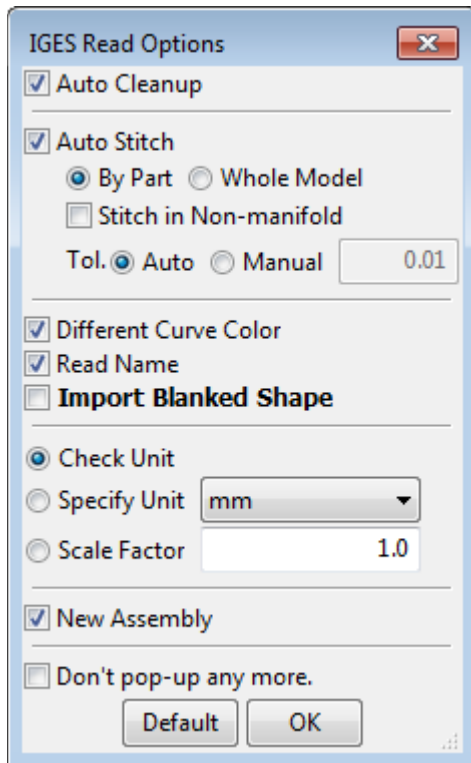 IGES Read Options
Auto Cleanup
Auto Stitch
By Part Whole Model
Stitch in Non-manifold
Tol. Auto Manual 0.01
Different Curve Color
Read Name
Import Blanked Shape
Check Unit
Specify Unit mm
Scale Factor 1.0
New Assembly
Don't pop-up any more.
Default OK